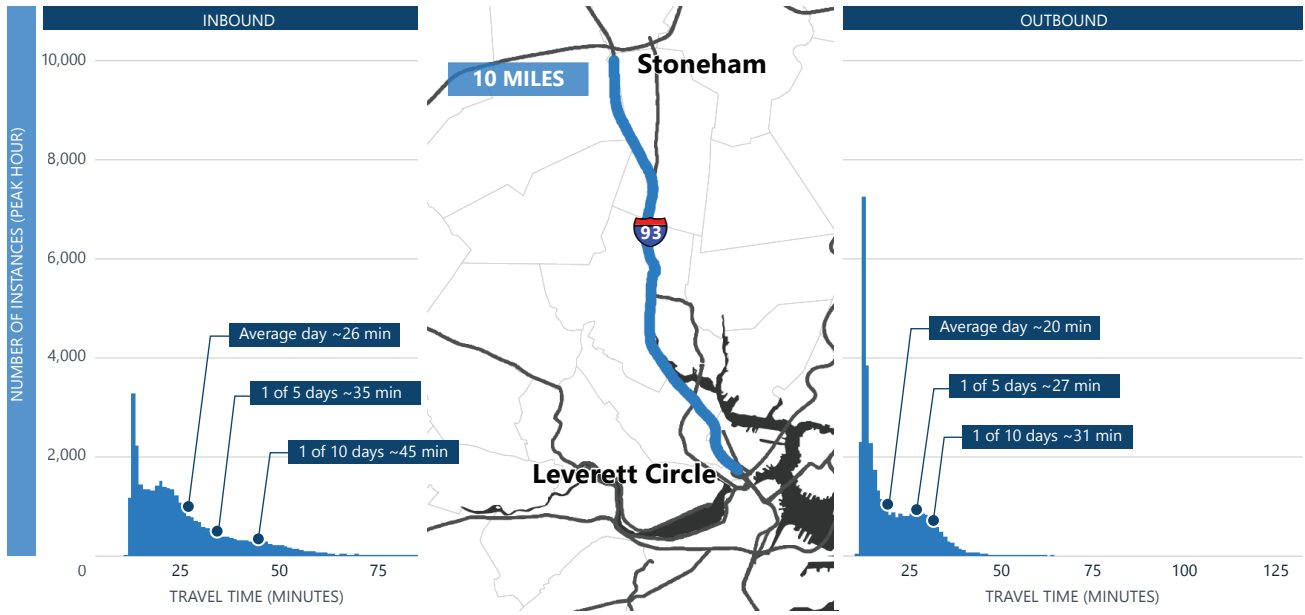 INBOUND
NUMBER OF INSTANCES (PEAK HOUR)
10,000
8,000
6,000
4,000
2,000
0
Average day ~26 min
1 of 5 days ~35 min
1 of 10 days ~45 min
25
50
75
TRAVEL TIME (MINUTES)
10 MILES
Stoneham
93
Leverett Circle
OUTBOUND
Average day ~20 min
1 of 5 days ~27 min
1 of 10 days ~31 min
25
50
75
100
125
TRAVEL TIME (MINUTES)